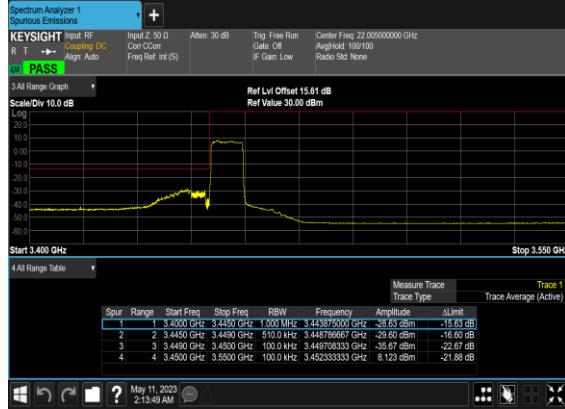 Spectrum Analyzer 1
Spurious Emissions
KEYSIGHT Input: RF Input Z: 50 Ω Atten: 30 dB Trig: Free Run Center Freq: 22.005000000 GHz
R T Coupling: DC Corr CCorr Gate: Off Avg|Hold: 100/100
Align: Auto Freq Ref: Int (S) IF Gain: Low Radio Std: None
PASS
3 All Range Graph
Ref Lvl Offset 15.61 dB
Scale/Div 10.0 dB Ref Value 30.00 dBm
Log
20.0
10.0
0.00
-10.0
-20.0
-30.0
-40.0
-50.0
-60.0
Start 3.400 GHz Stop 3.550 GHz
4 All Range Table
Measure Trace Trace 1
Trace Type Trace Average (Active)
Spur Range Start Freq Stop Freq RBW Frequency Amplitude ΔLimit
1 1 3.4000 GHz 3.4450 GHz 1.000 MHz 3.443875000 GHz -28.63 dBm -15.63 dB
2 2 3.4450 GHz 3.4490 GHz 510.0 kHz 3.448786667 GHz -29.60 dBm -16.60 dB
3 3 3.4490 GHz 3.4500 GHz 100.0 kHz 3.449708333 GHz -35.67 dBm -22.67 dB
4 4 3.4500 GHz 3.5500 GHz 100.0 kHz 3.452333333 GHz 8.123 dBm -21.88 dB
May 11, 2023
2:13:49 AM